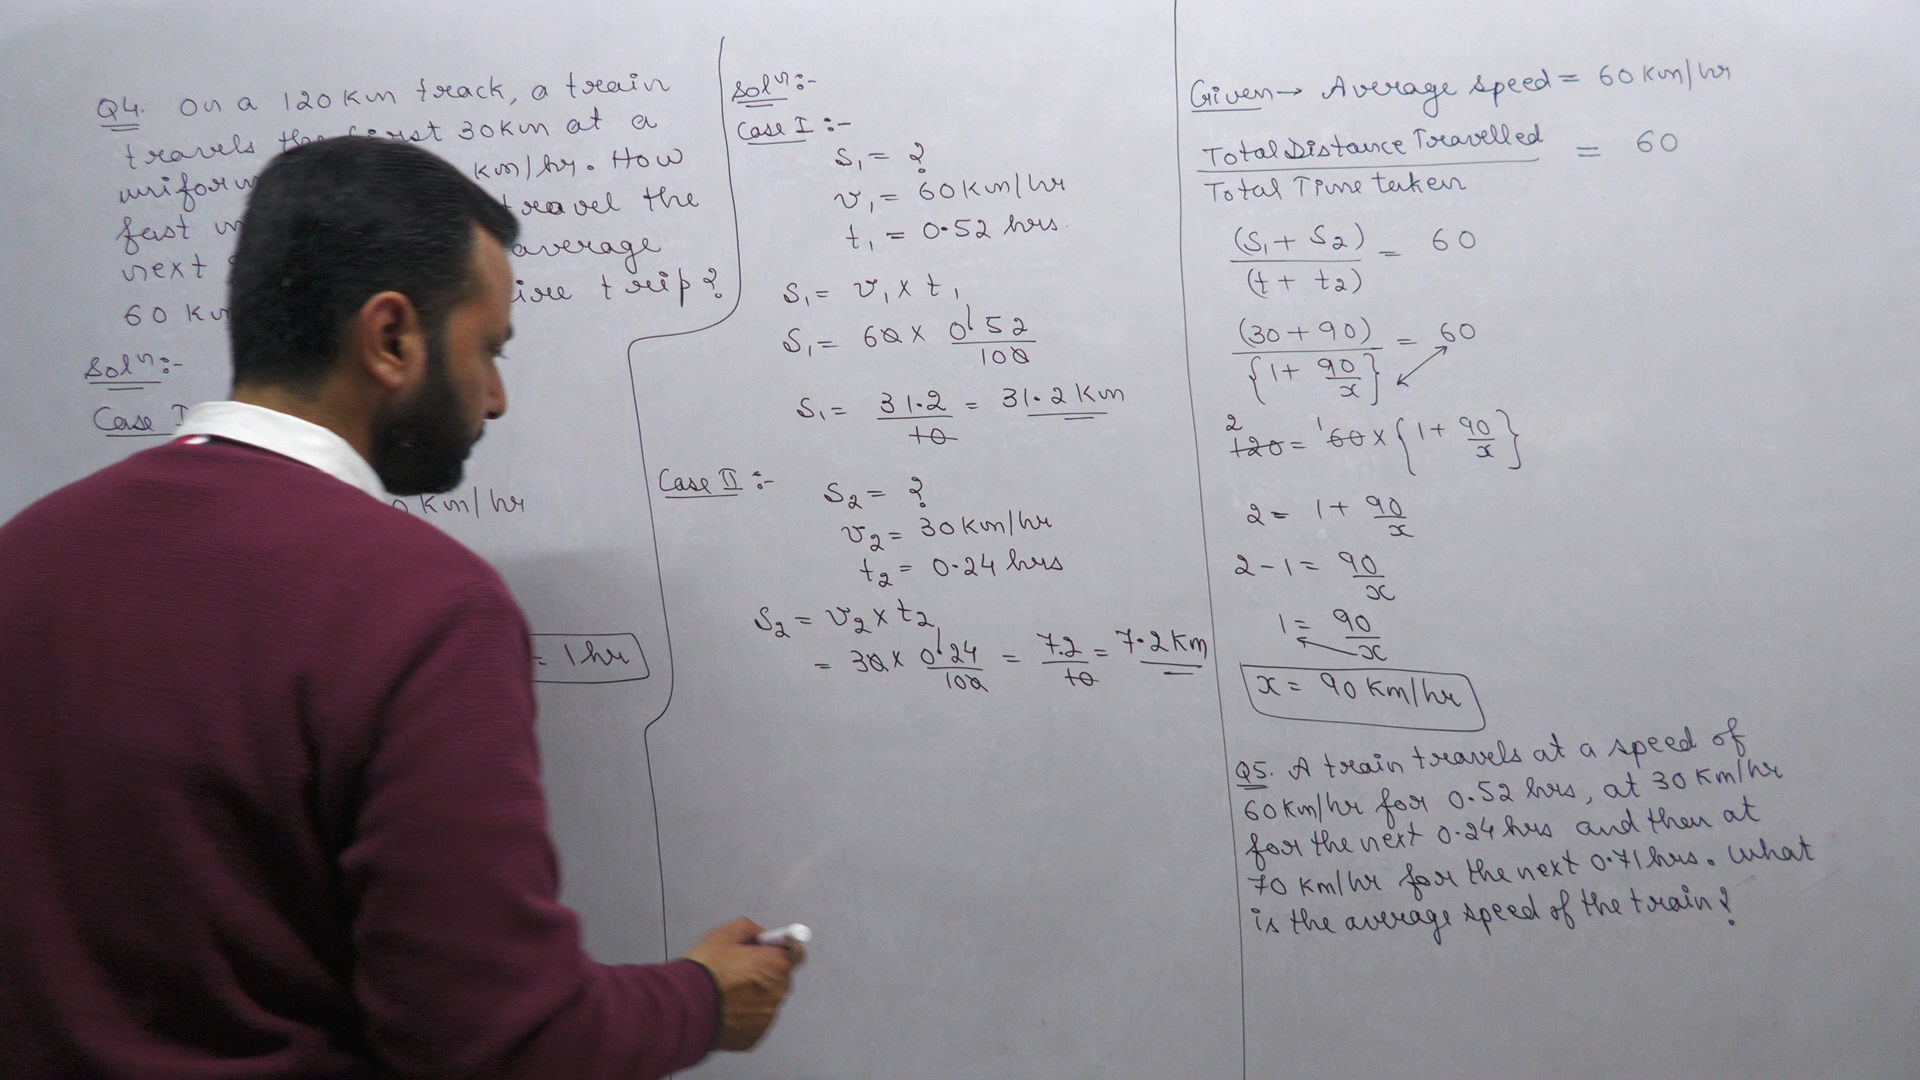 Q4. On a 120 Km track, a train
travels the first 30 Km at a
uniform km/hr. How
fast travel the
next average
60 Km ire trip?
Solⁿ:-
Case I
0 Km/hr
= 1 hr
Solⁿ:-
Case I :-
S₁ = ?
v₁ = 60 Km/hr
t₁ = 0.52 hrs.
S₁ = v₁ x t₁
S₁ = 60 x 052/100
S₁ = 31.2/10 = 31.2 Km
Case II :-
S₂ = ?
v₂ = 30 Km/hr
t₂ = 0.24 hrs
S₂ = v₂ x t₂
= 30 x 0.24/100 = 7.2/10 = 7.2 Km
Given → Average speed = 60 Km/hr
Total Distance Travelled / Total Time taken = 60
(S₁ + S₂) / (t + t₂) = 60
(30 + 90) / {1 + 90/x} = 60
2 120 = 1 60 x {1 + 90/x}
2 = 1 + 90/x
2 - 1 = 90/x
1 = 90/x
x = 90 Km/hr
Q5. A train travels at a speed of
60 Km/hr for 0.52 hrs, at 30 Km/hr
for the next 0.24 hrs and then at
70 Km/hr for the next 0.71 hrs. What
is the average speed of the train?